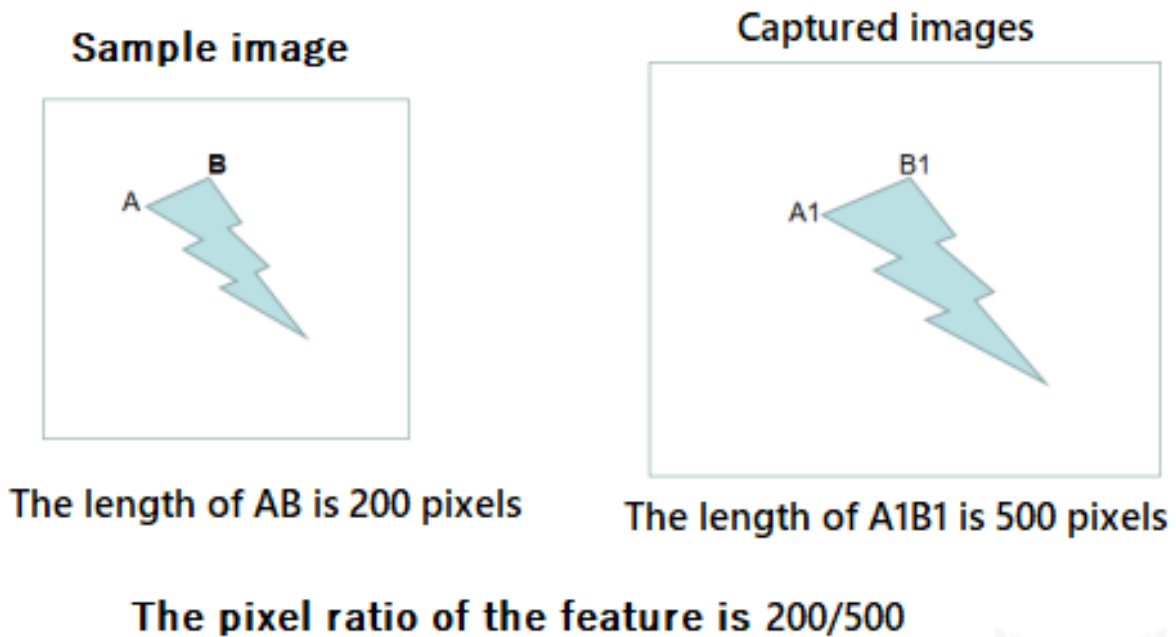 Sample image
Captured images
B
A
B1
A1
The length of AB is 200 pixels
The length of A1B1 is 500 pixels
The pixel ratio of the feature is 200/500